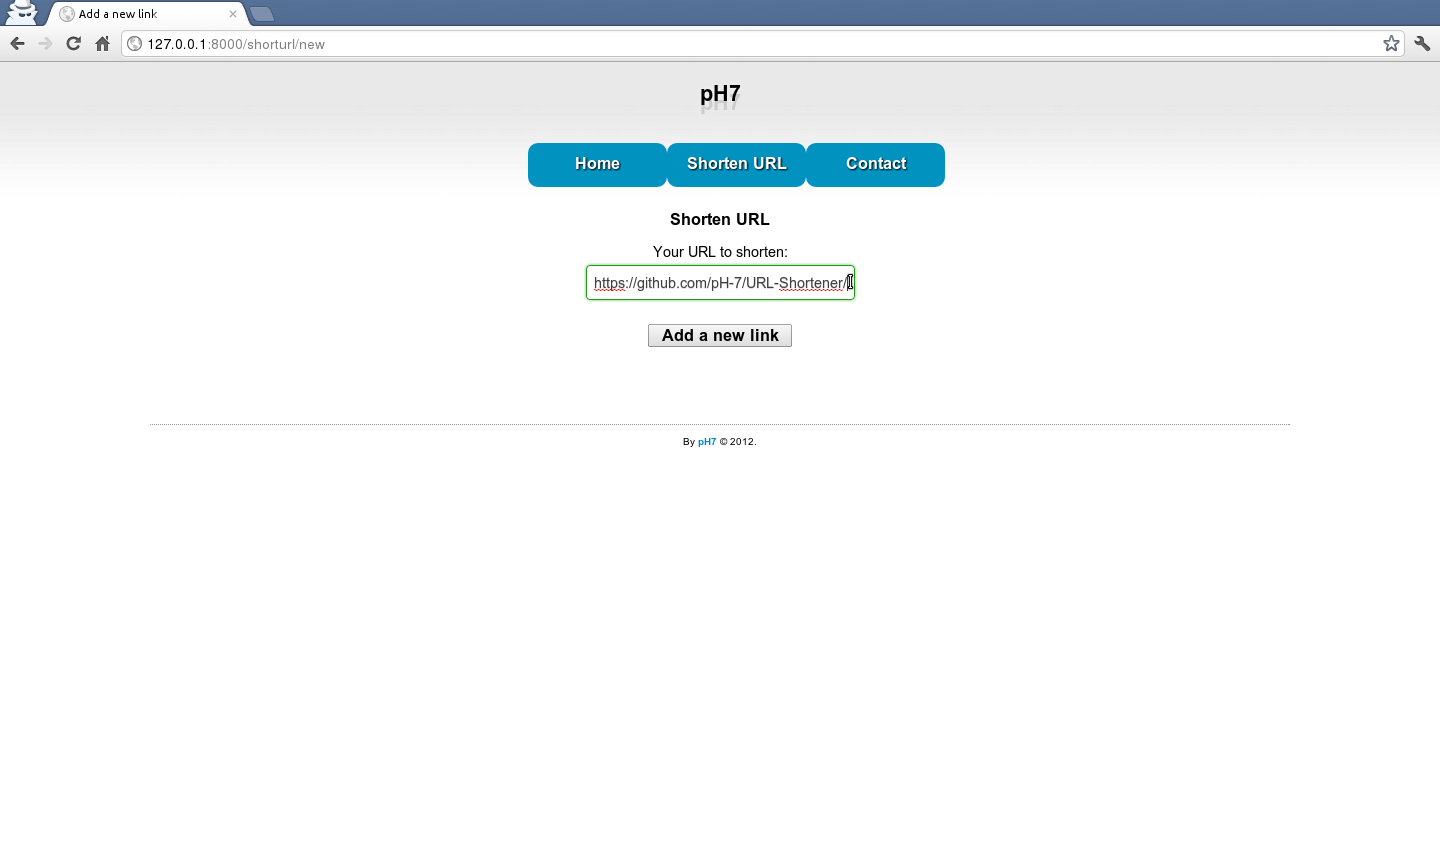 Add a new link
127.0.0.1:8000/shorturl/new
pH7
Home Shorten URL Contact
Shorten URL
Your URL to shorten:
https://github.com/pH-7/URL-Shortener/
Add a new link
By pH7 © 2012.